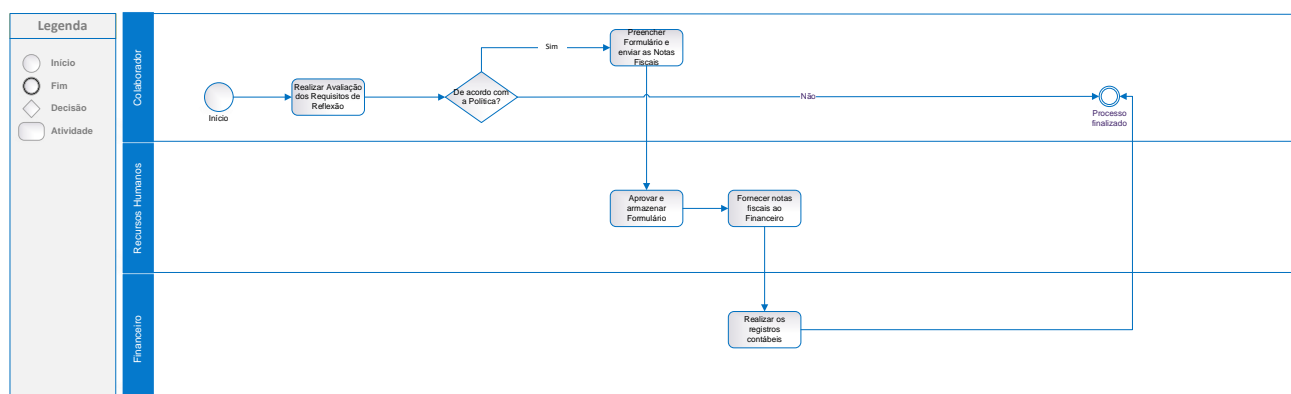 Legenda
Início
Fim
Decisão
Atividade
Colaborador
Início
Realizar Avaliação
dos Requisitos de
Reflexão
De acordo com
a Política?
Sim
Preencher
Formulário e
enviar as Notas
Fiscais
Não
Processo
finalizado
Recursos Humanos
Aprovar e
armazenar
Formulário
Fornecer notas
fiscais ao
Financeiro
Financeiro
Realizar os
registros
contábeis